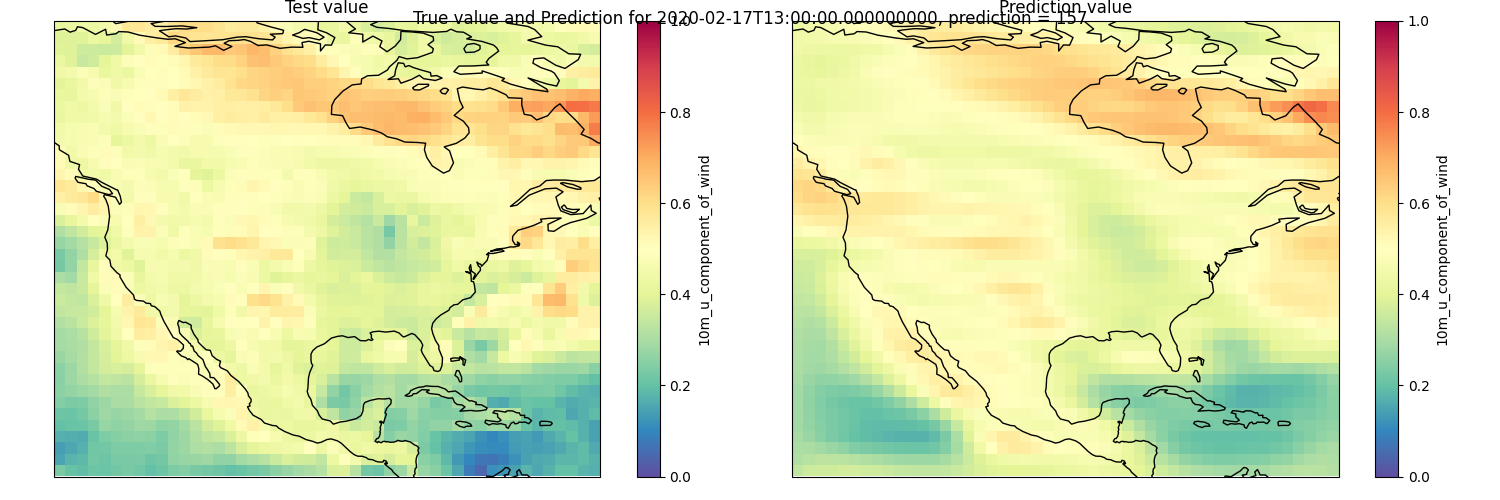 True value and Prediction for 2020-02-17T13:00:00.000000000, prediction = 157
Test value
Prediction value
1.0
0.8
0.6
0.4
0.2
0.0
10m_u_component_of_wind
1.0
0.8
0.6
0.4
0.2
0.0
10m_u_component_of_wind